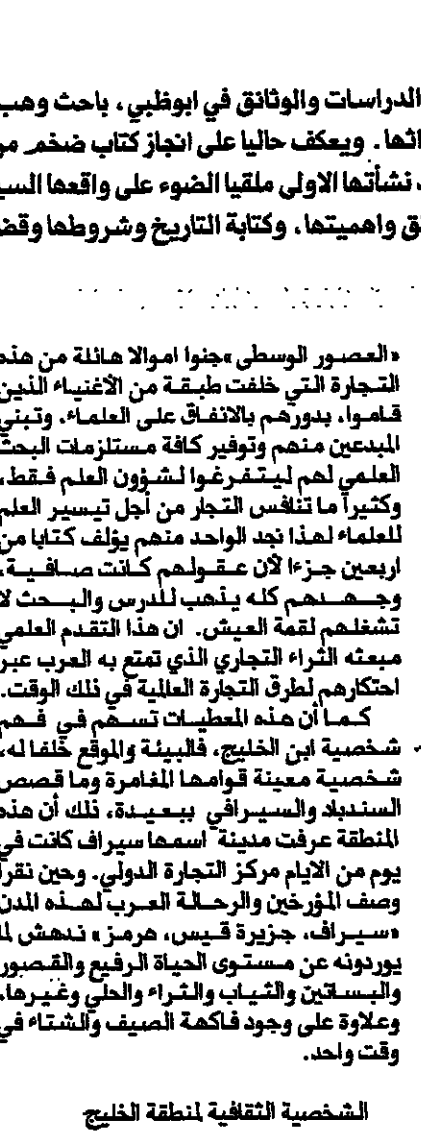 الدراسات والوثائق في ابوظبي، باحث وهب
اثها. ويعكف حاليا على انجاز كتاب ضخم مر
نشأتها الاولى ملقيا الضوء على واقعها السي
ئق واهميتها، وكتابة التاريخ وشروطها وقض
«العصور الوسطى «جنوا اموالا هائلة من هذه
التجارة التي خلفت طبقة من الأغنياء الذين
قاموا، بدورهم بالانفاق على العلماء، وتبني
المبدعين منهم وتوفير كافة مستلزمات البحث
العلمي لهم ليتفرغوا لشؤون العلم فقط،
وكثيراً ما تنافس التجار من أجل تيسير العلم
للعلماء لهذا نجد الواحد منهم يؤلف كتابا من
اربعين جزءا لأن عقولهم كانت صافية،
وجهدهم كله يذهب للدرس والبحث لا
تشغلهم لقمة العيش. ان هذا التقدم العلمي
مبعثه الثراء التجاري الذي تمتع به العرب عبر
احتكارهم لطرق التجارة العالمية في ذلك الوقت.
كما أن هذه المعطيات تسهم في فهم
شخصية ابن الخليج، فالبيئة والموقع خلفا له،
شخصية معينة قوامها المغامرة وما قصص
السندباد والسيرافي ببعيدة، ذلك أن هذه
المنطقة عرفت مدينة اسمها سيراف كانت في
يوم من الايام مركز التجارة الدولي. وحين نقرأ
وصف المؤرخين والرحالة العرب لهذه المدن
«سيراف، جزيرة قيس، هرمز» ندهش لما
يوردونه عن مستوى الحياة الرفيع والقصور
والبساتين والثياب والثراء والحلي وغيرها،
وعلاوة على وجود فاكهة الصيف والشتاء في
وقت واحد.
الشخصية الثقافية لمنطقة الخليج